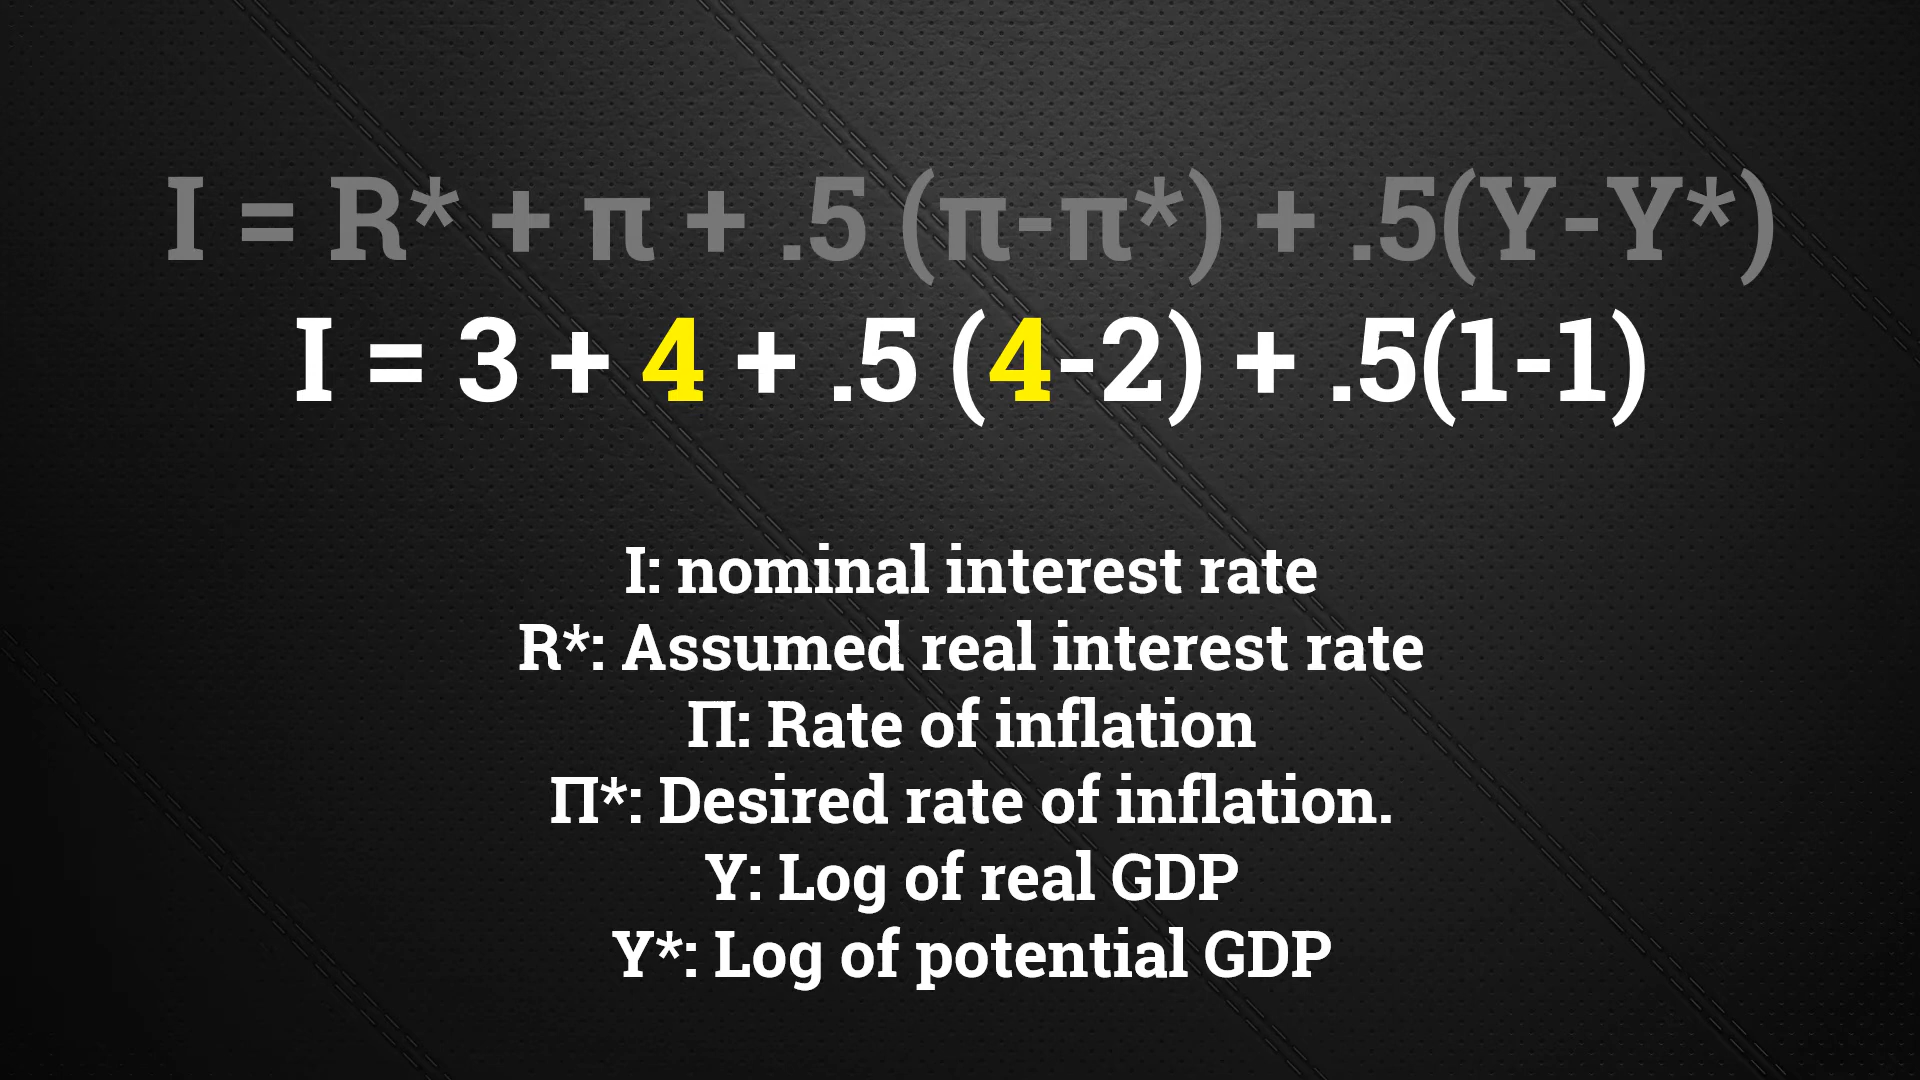 I = R* + π + .5 (π-π*) + .5(Y-Y*)
I = 3 + 4 + .5 (4-2) + .5(1-1)
I: nominal interest rate
R*: Assumed real interest rate
Π: Rate of inflation
Π*: Desired rate of inflation.
Y: Log of real GDP
Y*: Log of potential GDP